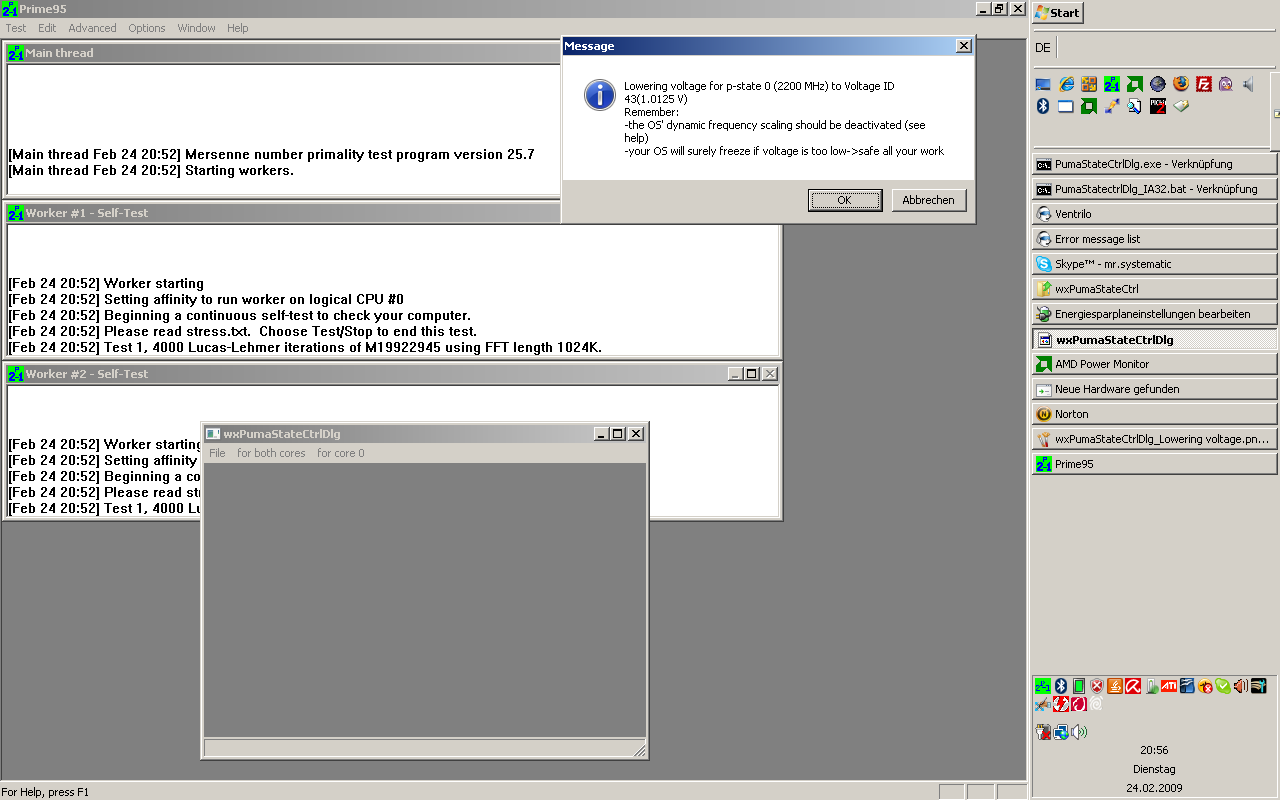 Prime95
Test Edit Advanced Options Window Help
Main thread
[Main thread Feb 24 20:52] Mersenne number primality test program version 25.7
[Main thread Feb 24 20:52] Starting workers.
Message
Lowering voltage for p-state 0 (2200 MHz) to Voltage ID
43(1.0125 V)
Remember:
-the OS' dynamic frequency scaling should be deactivated (see
help)
-your OS will surely freeze if voltage is too low->safe all your work
OK Abbrechen
Worker #1 - Self-Test
[Feb 24 20:52] Worker starting
[Feb 24 20:52] Setting affinity to run worker on logical CPU #0
[Feb 24 20:52] Beginning a continuous self-test to check your computer.
[Feb 24 20:52] Please read stress.txt.  Choose Test/Stop to end this test.
[Feb 24 20:52] Test 1, 4000 Lucas-Lehmer iterations of M19922945 using FFT length 1024K.
Worker #2 - Self-Test
[Feb 24 20:52] Worker starting
[Feb 24 20:52] Setting affinity
[Feb 24 20:52] Beginning a co
[Feb 24 20:52] Please read st
[Feb 24 20:52] Test 1, 4000 Lu
wxPumaStateCtrlDlg
File for both cores for core 0
For Help, press F1
Start
DE
PumaStateCtrlDlg.exe - Verknüpfung
PumaStatectrlDlg_IA32.bat - Verknüpfung
Ventrilo
Error message list
Skype™ - mr.systematic
wxPumaStateCtrl
Energiesparplaneinstellungen bearbeiten
wxPumaStateCtrlDlg
AMD Power Monitor
Neue Hardware gefunden
Norton
wxPumaStateCtrlDlg_Lowering voltage.pn...
Prime95
ATI
20:56
Dienstag
24.02.2009